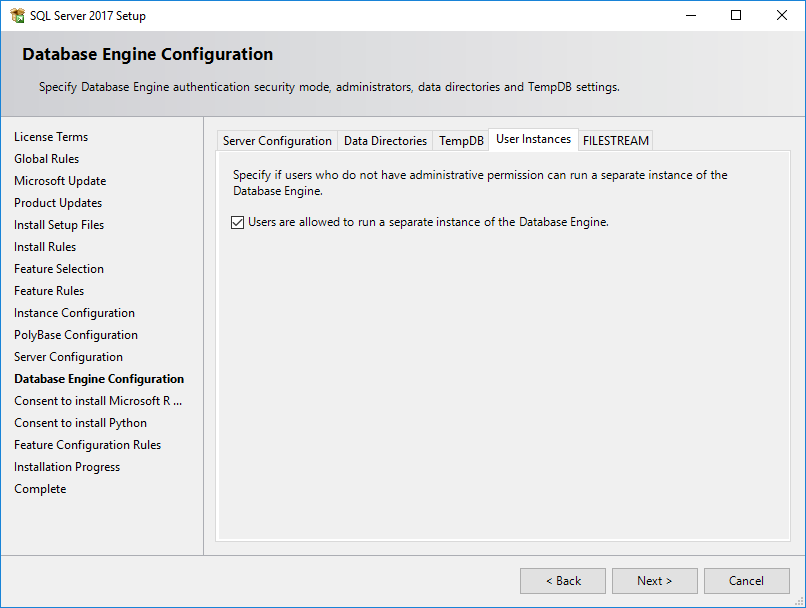 SQL Server 2017 Setup
Database Engine Configuration
Specify Database Engine authentication security mode, administrators, data directories and TempDB settings.
License Terms
Global Rules
Microsoft Update
Product Updates
Install Setup Files
Install Rules
Feature Selection
Feature Rules
Instance Configuration
PolyBase Configuration
Server Configuration
Database Engine Configuration
Consent to install Microsoft R ...
Consent to install Python
Feature Configuration Rules
Installation Progress
Complete
Server Configuration Data Directories TempDB User Instances FILESTREAM
Specify if users who do not have administrative permission can run a separate instance of the
Database Engine.
Users are allowed to run a separate instance of the Database Engine.
< Back Next > Cancel